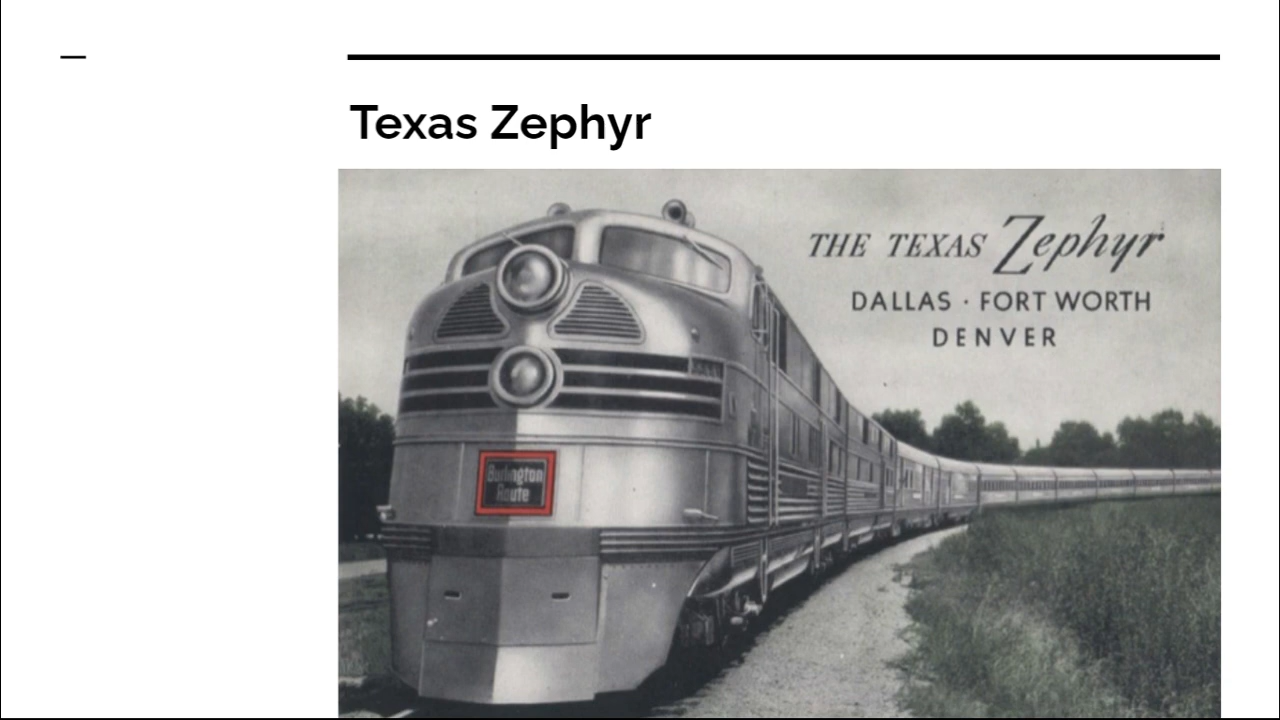 Texas Zephyr
THE TEXAS Zephyr
DALLAS · FORT WORTH
DENVER
Burlington
Route